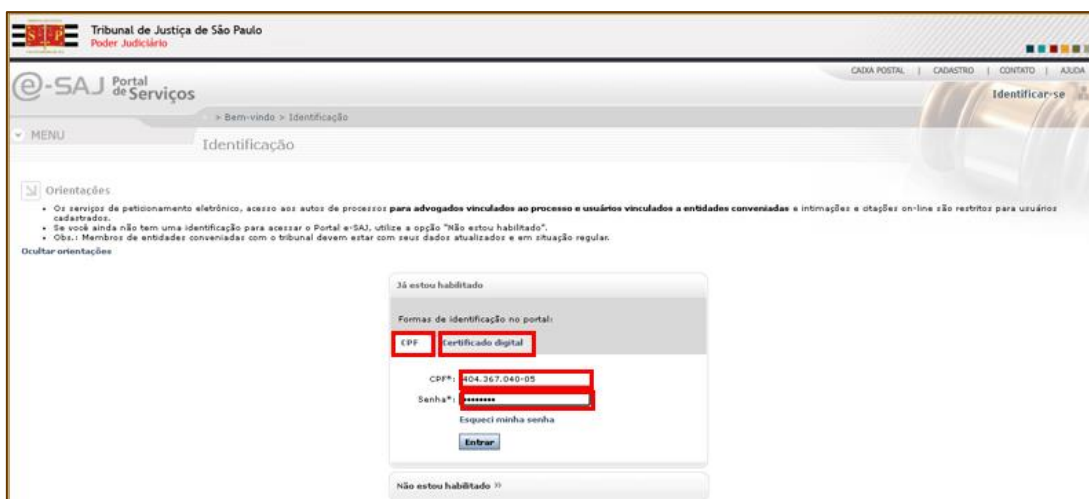 Tribunal de Justiça de São Paulo
Poder Judiciário
CAIXA POSTAL | CADASTRO | CONTATO | AJUDA
e-SAJ Portal de Serviços
Identificar-se
> Bem-vindo > Identificação
MENU
Identificação
Orientações
Os serviços de peticionamento eletrônico, acesso aos autos de processos para advogados vinculados ao processo e usuários vinculados a entidades conveniadas e intimações e citações on-line são restritos para usuários
cadastrados.
Se você ainda não tem uma identificação para acessar o Portal e-SAJ, utilize a opção "Não estou habilitado".
Obs.: Membros de entidades conveniadas com o tribunal devem estar com seus dados atualizados e em situação regular.
Ocultar orientações
Já estou habilitado
Formas de identificação no portal:
CPF Certificado digital
CPF*: 404.367.040-05
Senha*: ••••••••
Esqueci minha senha
Entrar
Não estou habilitado »